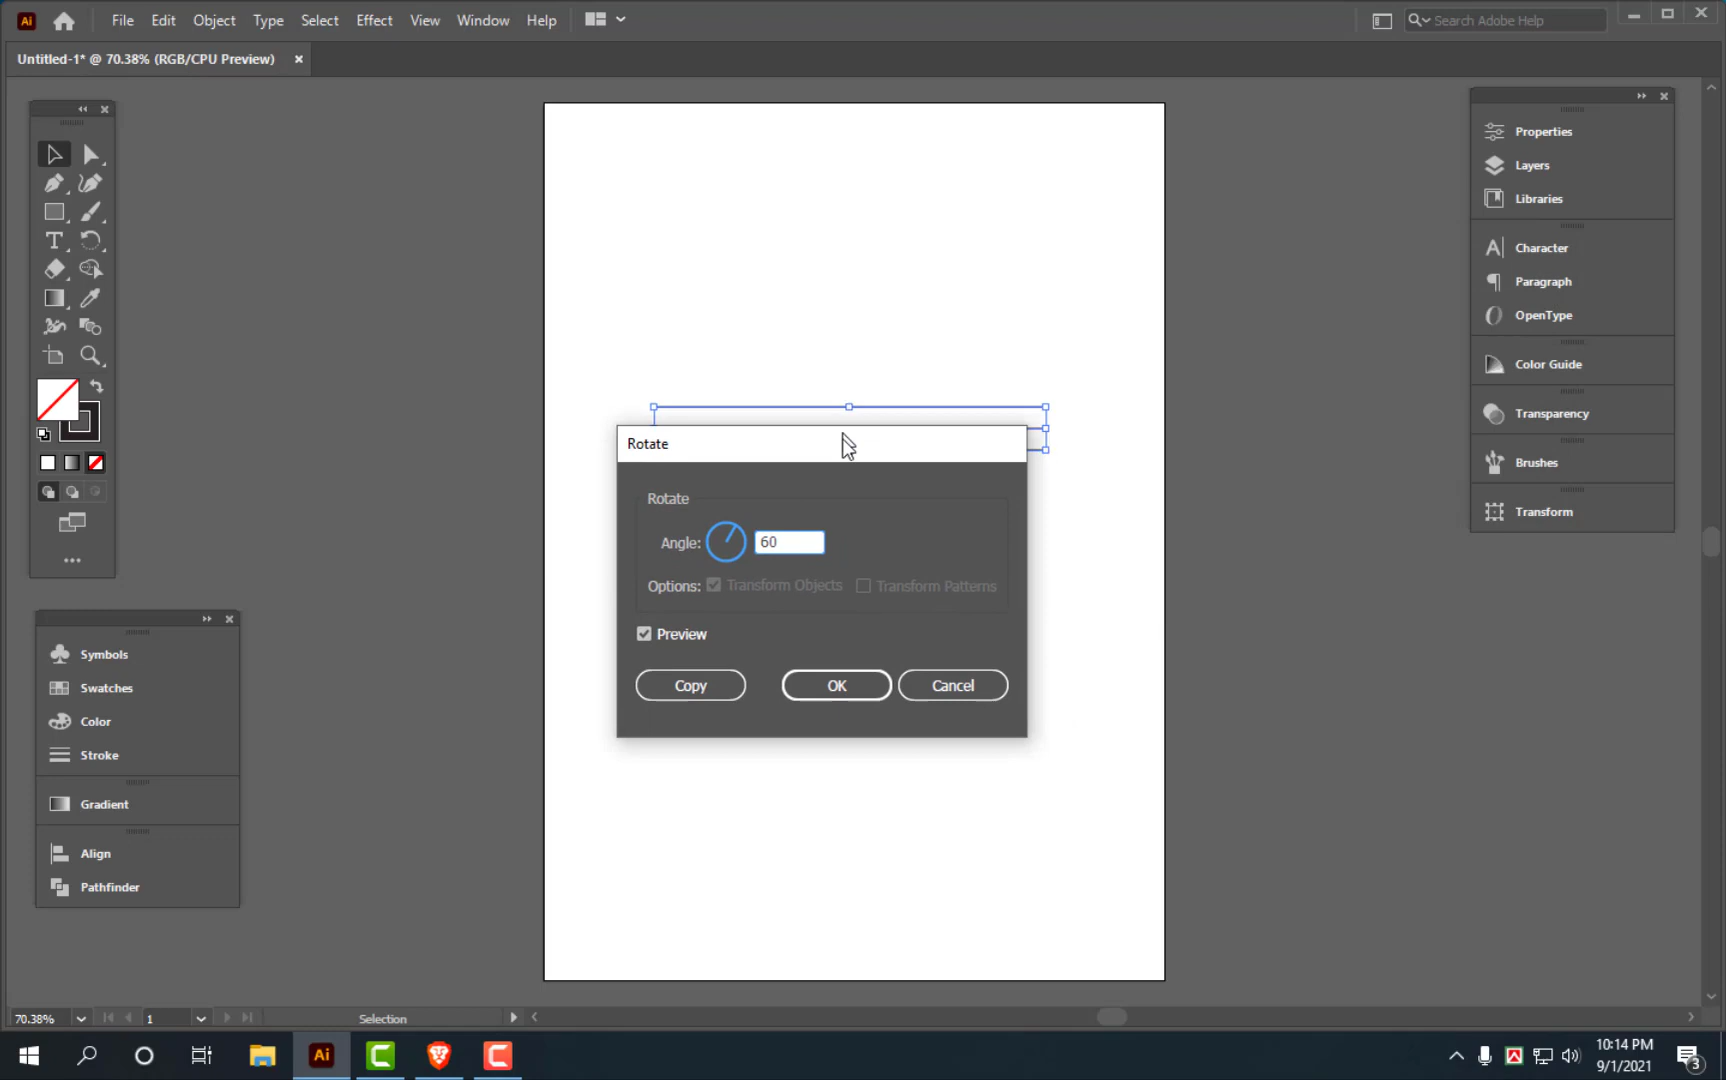 Ai File Edit Object Type Select Effect View Window Help Search Adobe Help
Untitled-1* @ 70.38% (RGB/CPU Preview) ×
Properties
Layers
Libraries
Character
Paragraph
OpenType
Color Guide
Transparency
Brushes
Transform
Rotate
Rotate
Angle: 60
Options: Transform Objects Transform Patterns
Preview
Copy OK Cancel
Symbols
Swatches
Color
Stroke
Gradient
Align
Pathfinder
70.38% 1 Selection
Ai 10:14 PM
9/1/2021 3